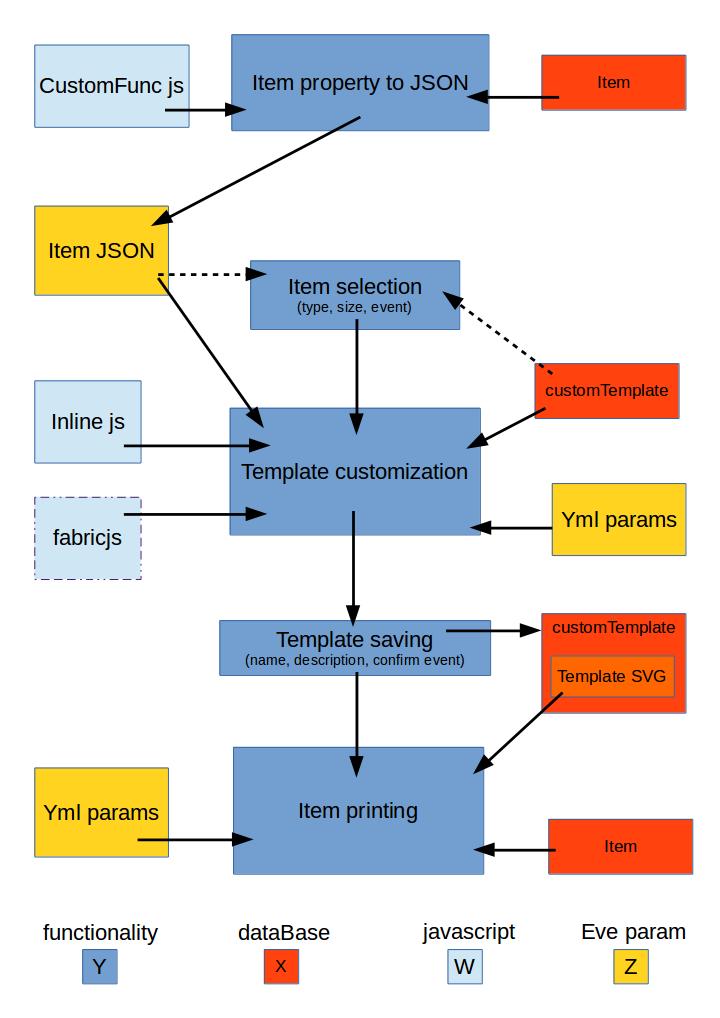 CustomFunc js
Item property to JSON
Item
Item JSON
Item selection
(type, size, event)
customTemplate
Inline js
Template customization
Yml params
fabricjs
Template saving
(name, description, confirm event)
customTemplate
Template SVG
Yml params
Item printing
Item
functionality
dataBase
javascript
Eve param
Y
X
W
Z